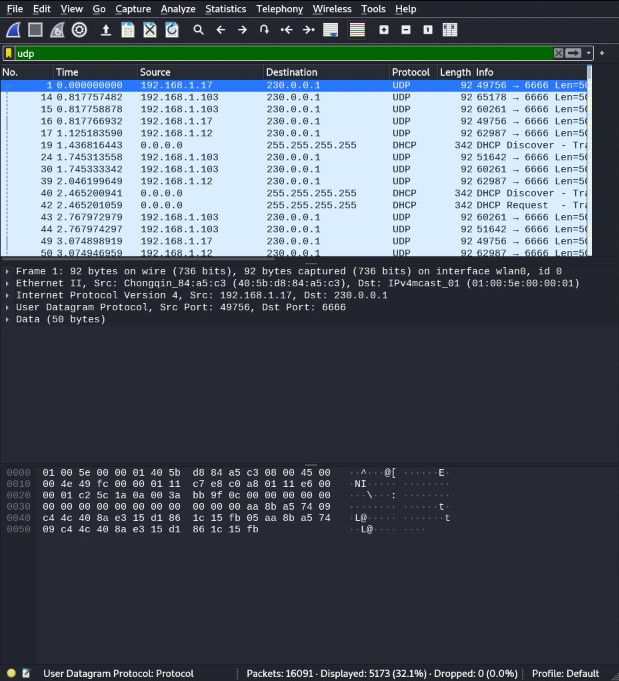 File Edit View Go Capture Analyze Statistics Telephony Wireless Tools Help
udp
No. Time Source Destination Protocol Length Info
1 0.000000000 192.168.1.17 230.0.0.1 UDP 92 49756 → 6666 Len=50
14 0.817757482 192.168.1.103 230.0.0.1 UDP 92 65178 → 6666 Len=50
15 0.817758878 192.168.1.103 230.0.0.1 UDP 92 60261 → 6666 Len=50
16 0.817766932 192.168.1.17 230.0.0.1 UDP 92 49756 → 6666 Len=50
17 1.125183590 192.168.1.12 230.0.0.1 UDP 92 62987 → 6666 Len=50
19 1.436816443 0.0.0.0 255.255.255.255 DHCP 342 DHCP Discover - Tra
24 1.745313558 192.168.1.103 230.0.0.1 UDP 92 51642 → 6666 Len=50
30 1.745333342 192.168.1.103 230.0.0.1 UDP 92 60261 → 6666 Len=50
39 2.046199649 192.168.1.12 230.0.0.1 UDP 92 62987 → 6666 Len=50
40 2.465200941 0.0.0.0 255.255.255.255 DHCP 342 DHCP Discover - Tra
42 2.465201059 0.0.0.0 255.255.255.255 DHCP 342 DHCP Request - Tra
43 2.767972979 192.168.1.103 230.0.0.1 UDP 92 60261 → 6666 Len=50
44 2.767974297 192.168.1.103 230.0.0.1 UDP 92 51642 → 6666 Len=50
49 3.074898919 192.168.1.17 230.0.0.1 UDP 92 49756 → 6666 Len=50
50 3.074946959 192.168.1.12 230.0.0.1 UDP 92 62987 → 6666 Len=50
Frame 1: 92 bytes on wire (736 bits), 92 bytes captured (736 bits) on interface wlan0, id 0
Ethernet II, Src: Chongqin_84:a5:c3 (40:5b:d8:84:a5:c3), Dst: IPv4mcast_01 (01:00:5e:00:00:01)
Internet Protocol Version 4, Src: 192.168.1.17, Dst: 230.0.0.1
User Datagram Protocol, Src Port: 49756, Dst Port: 6666
Data (50 bytes)
0000 01 00 5e 00 00 01 40 5b d8 84 a5 c3 08 00 45 00 ··^···@[ ······E·
0010 00 4e 49 fc 00 00 01 11 c7 e8 c0 a8 01 11 e6 00 ·NI····· ········
0020 00 01 c2 5c 1a 0a 00 3a bb 9f 0c 00 00 00 00 00 ···\···: ········
0030 00 00 00 00 00 00 00 00 00 00 00 aa 8b a5 74 09 ········ ······t·
0040 c4 4c 40 8a e3 15 d1 86 1c 15 fb 05 aa 8b a5 74 ·L@····· ·······t
0050 09 c4 4c 40 8a e3 15 d1 86 1c 15 fb ··L@···· ····
User Datagram Protocol: Protocol Packets: 16091 · Displayed: 5173 (32.1%) · Dropped: 0 (0.0%) Profile: Default